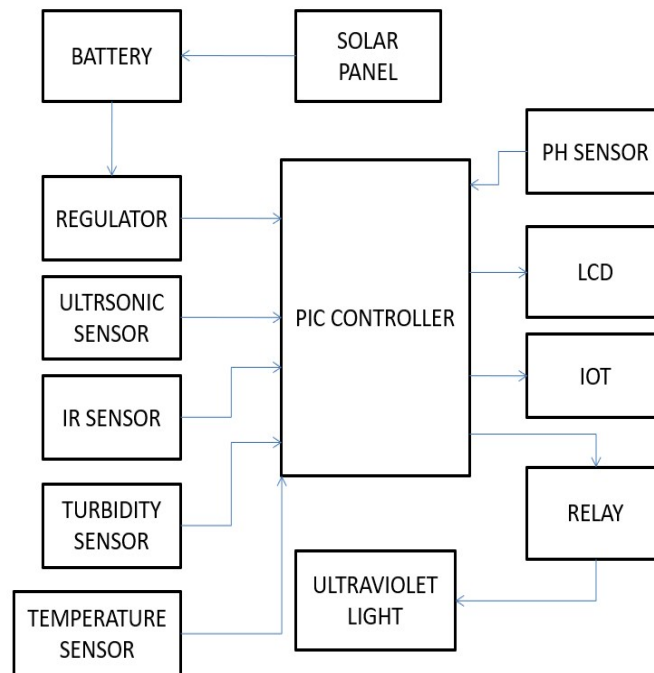 BATTERY
SOLAR
PANEL
PH SENSOR
REGULATOR
LCD
ULTRSONIC
SENSOR
PIC CONTROLLER
IR SENSOR
IOT
TURBIDITY
SENSOR
RELAY
ULTRAVIOLET
LIGHT
TEMPERATURE
SENSOR